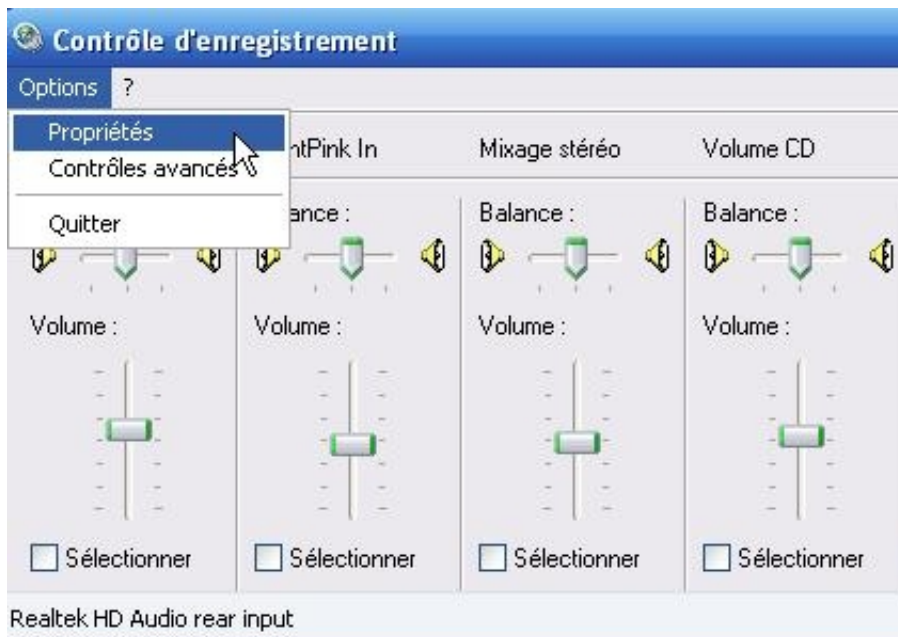 Contrôle d'enregistrement
Options ?
Propriétés
Contrôles avancés
Quitter
In Mixage stéréo Volume CD
Balance : Balance :
Volume : Volume : Volume : Volume :
Sélectionner Sélectionner Sélectionner Sélectionner
Realtek HD Audio rear input